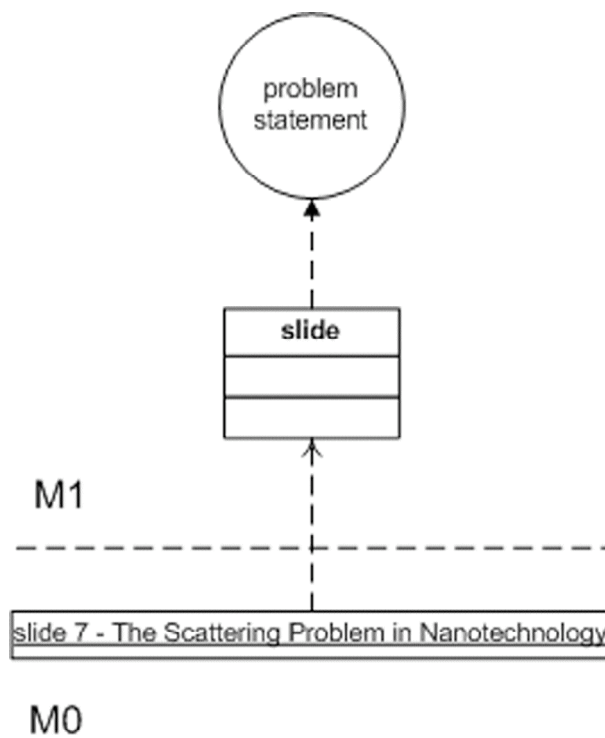 problem
statement
slide
M1
slide 7 - The Scattering Problem in Nanotechnology
M0